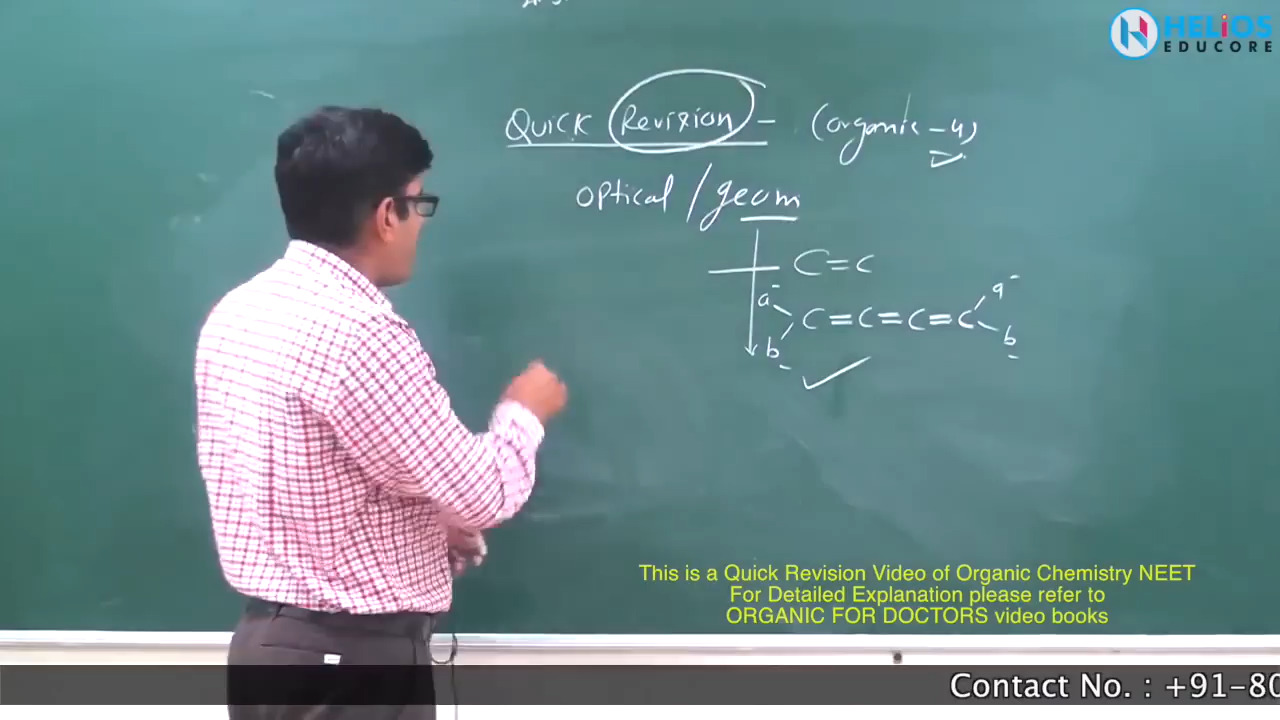 HELiOS
EDUCORE
QUICK Revision - (organic - 4)
optical / geom
C=C
a C=C=C=C a
b b
This is a Quick Revision Video of Organic Chemistry NEET
For Detailed Explanation please refer to
ORGANIC FOR DOCTORS video books
Contact No. : +91-80